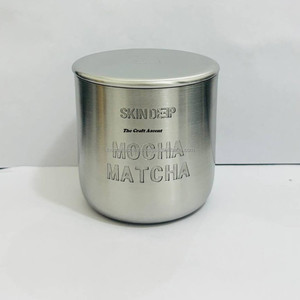 SKIN DEEP
The Craft Accent
MOCHA
MATCHA